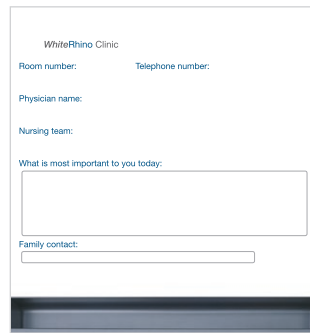 WhiteRhino Clinic
Room number: Telephone number:
Physician name:
Nursing team:
What is most important to you today:
Family contact: